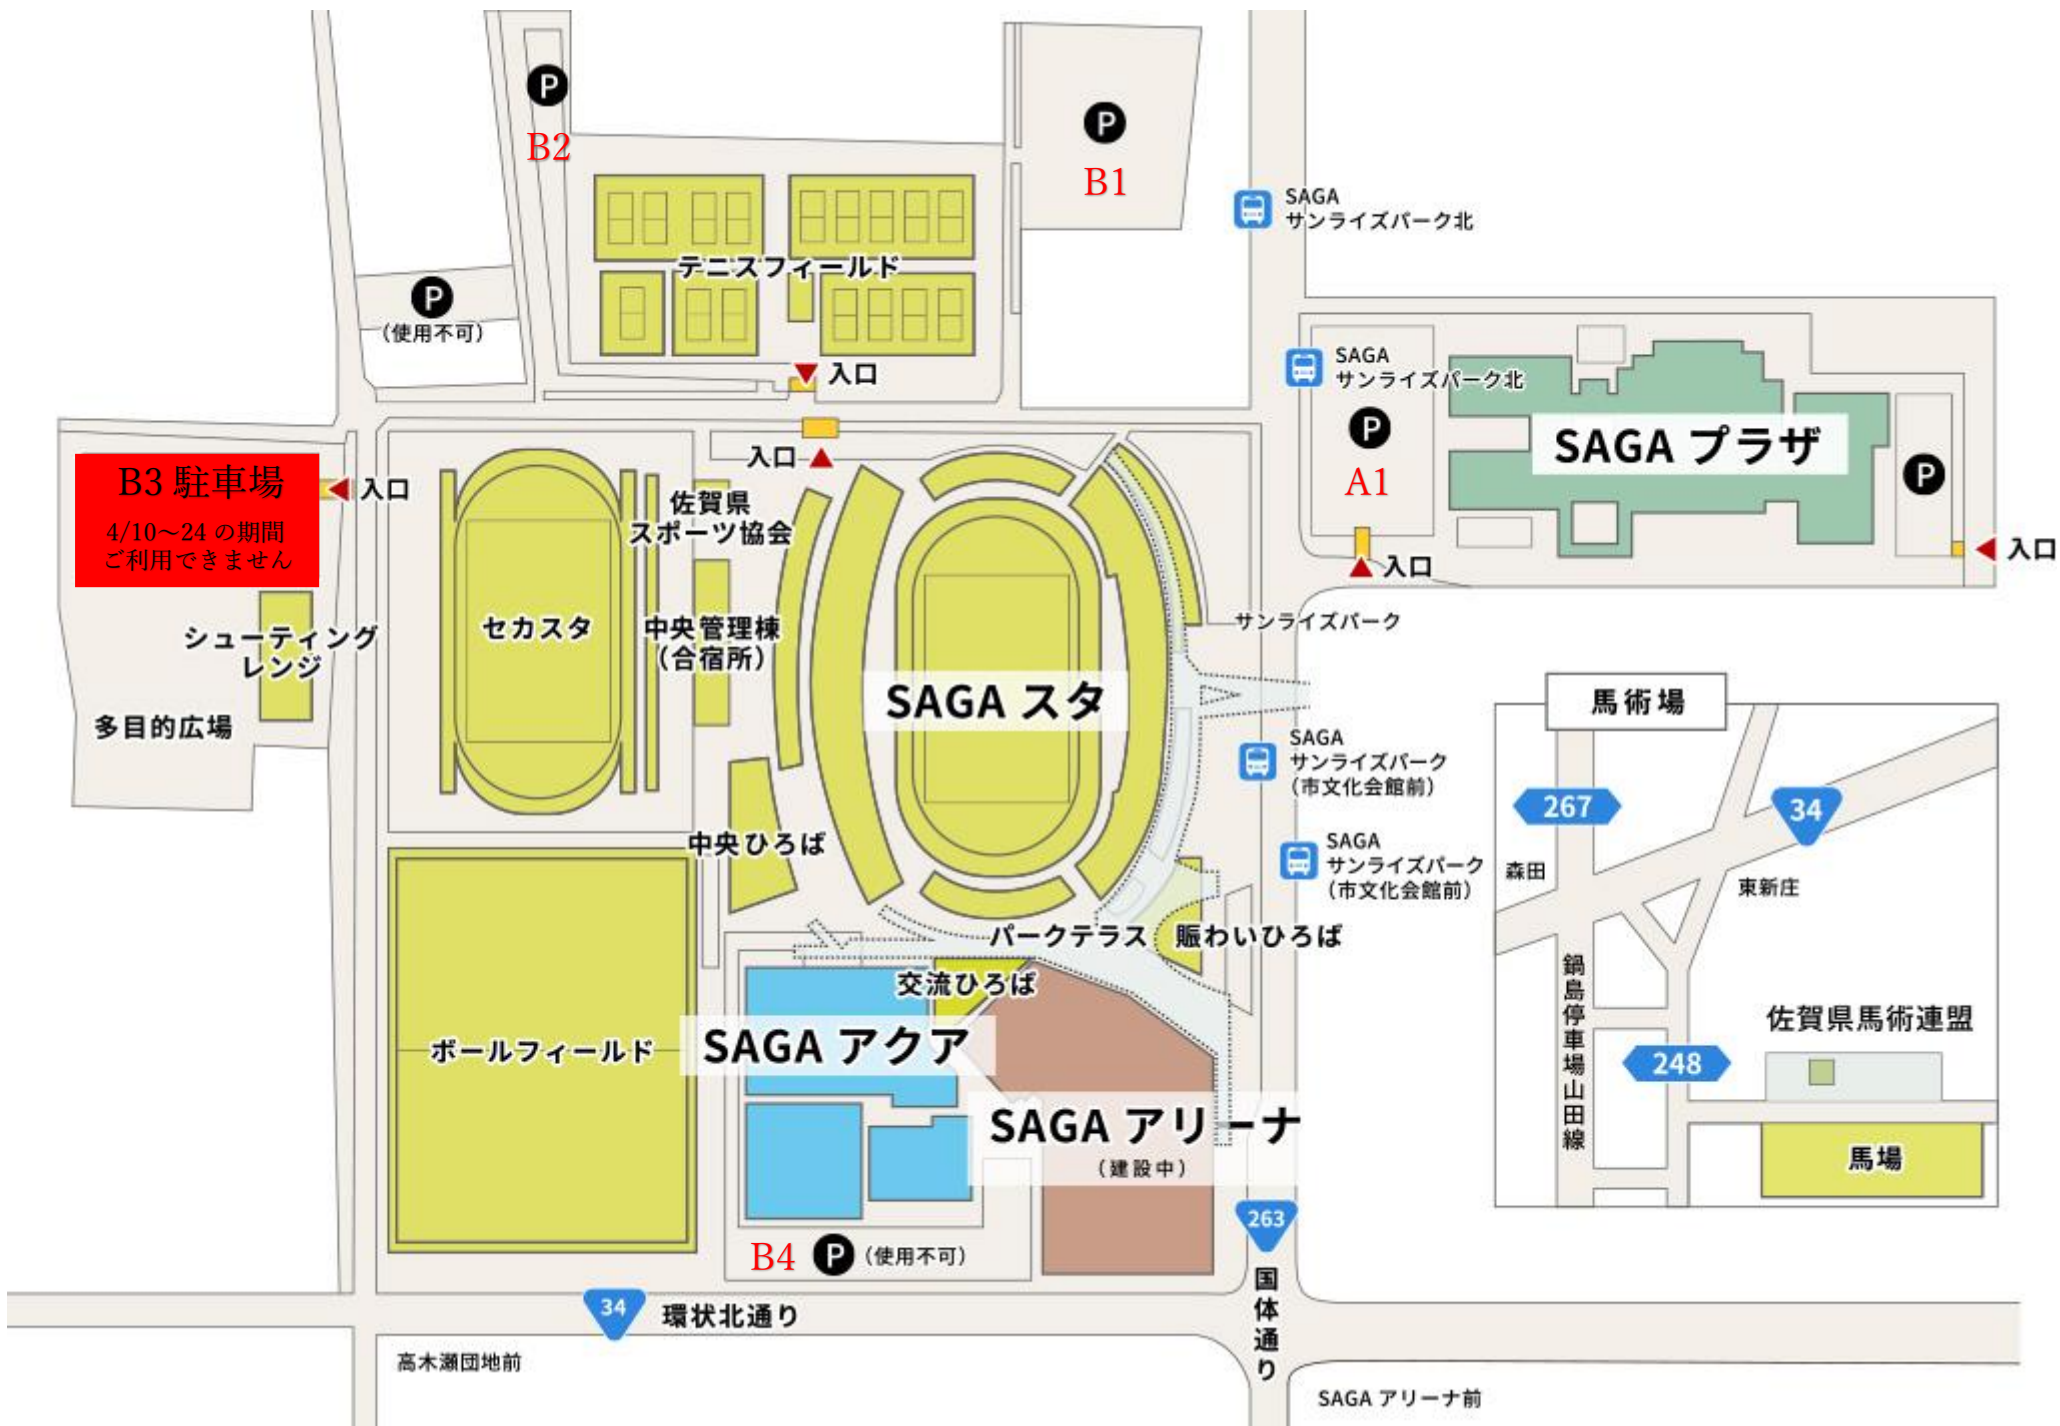 P
B2
P
B1
SAGA
サンライズパーク北
テニスフィールド
P
（使用不可）
入口
SAGA
サンライズパーク北
P
A1
入口
SAGA プラザ
P
入口
B3 駐車場
4/10～24 の期間
ご利用できません
入口
入口
佐賀県
スポーツ協会
セカスタ
中央管理棟
（合宿所）
シューティング
レンジ
多目的広場
SAGA スタ
サンライズパーク
SAGA
サンライズパーク
（市文化会館前）
SAGA
サンライズパーク
（市文化会館前）
中央ひろば
パークテラス
賑わいひろば
交流ひろば
ボールフィールド
SAGA アクア
SAGA アリーナ
（建設中）
B4
P
（使用不可）
263
国体通り
34
環状北通り
高木瀬団地前
SAGA アリーナ前
馬術場
267
34
森田
東新庄
鍋島停車場山田線
佐賀県馬術連盟
248
馬場